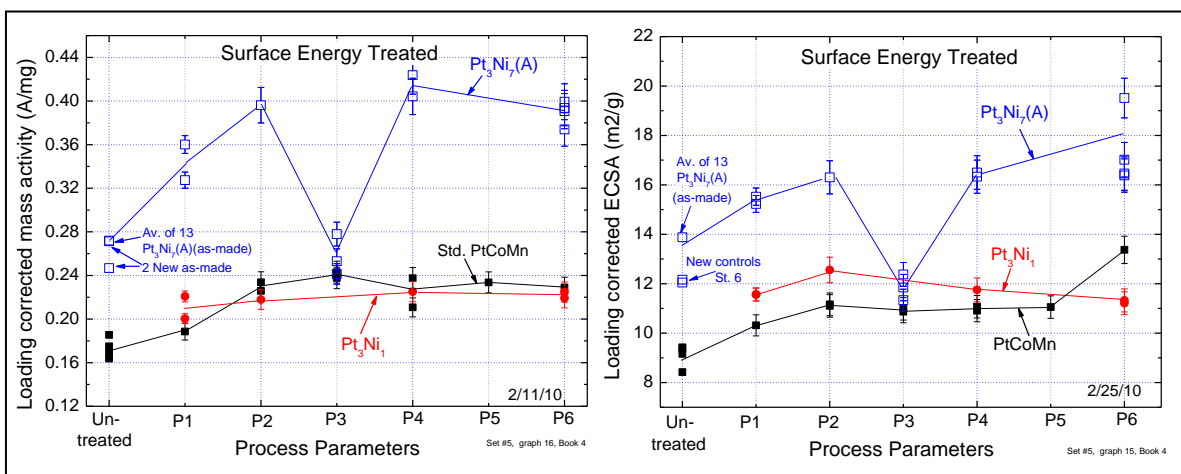 Surface Energy Treated
Pt3Ni7(A)
Loading corrected mass activity (A/mg)
0.44
0.40
0.36
0.32
0.28
0.24
0.20
0.16
0.12
Av. of 13
Pt3Ni7(A)(as-made)
2 New as-made
Std. PtCoMn
Pt3Ni1
2/11/10
Un-
treated
P1
P2
P3
P4
P5
P6
Process Parameters
Set #5, graph 16, Book 4
Surface Energy Treated
Pt3Ni7(A)
Loading corrected ECSA (m2/g)
22
20
18
16
14
12
10
8
Av. of 13
Pt3Ni7(A)
(as-made)
New controls
St. 6
Pt3Ni1
PtCoMn
2/25/10
Un-
treated
P1
P2
P3
P4
P5
P6
Process Parameters
Set #5, graph 15, Book 4